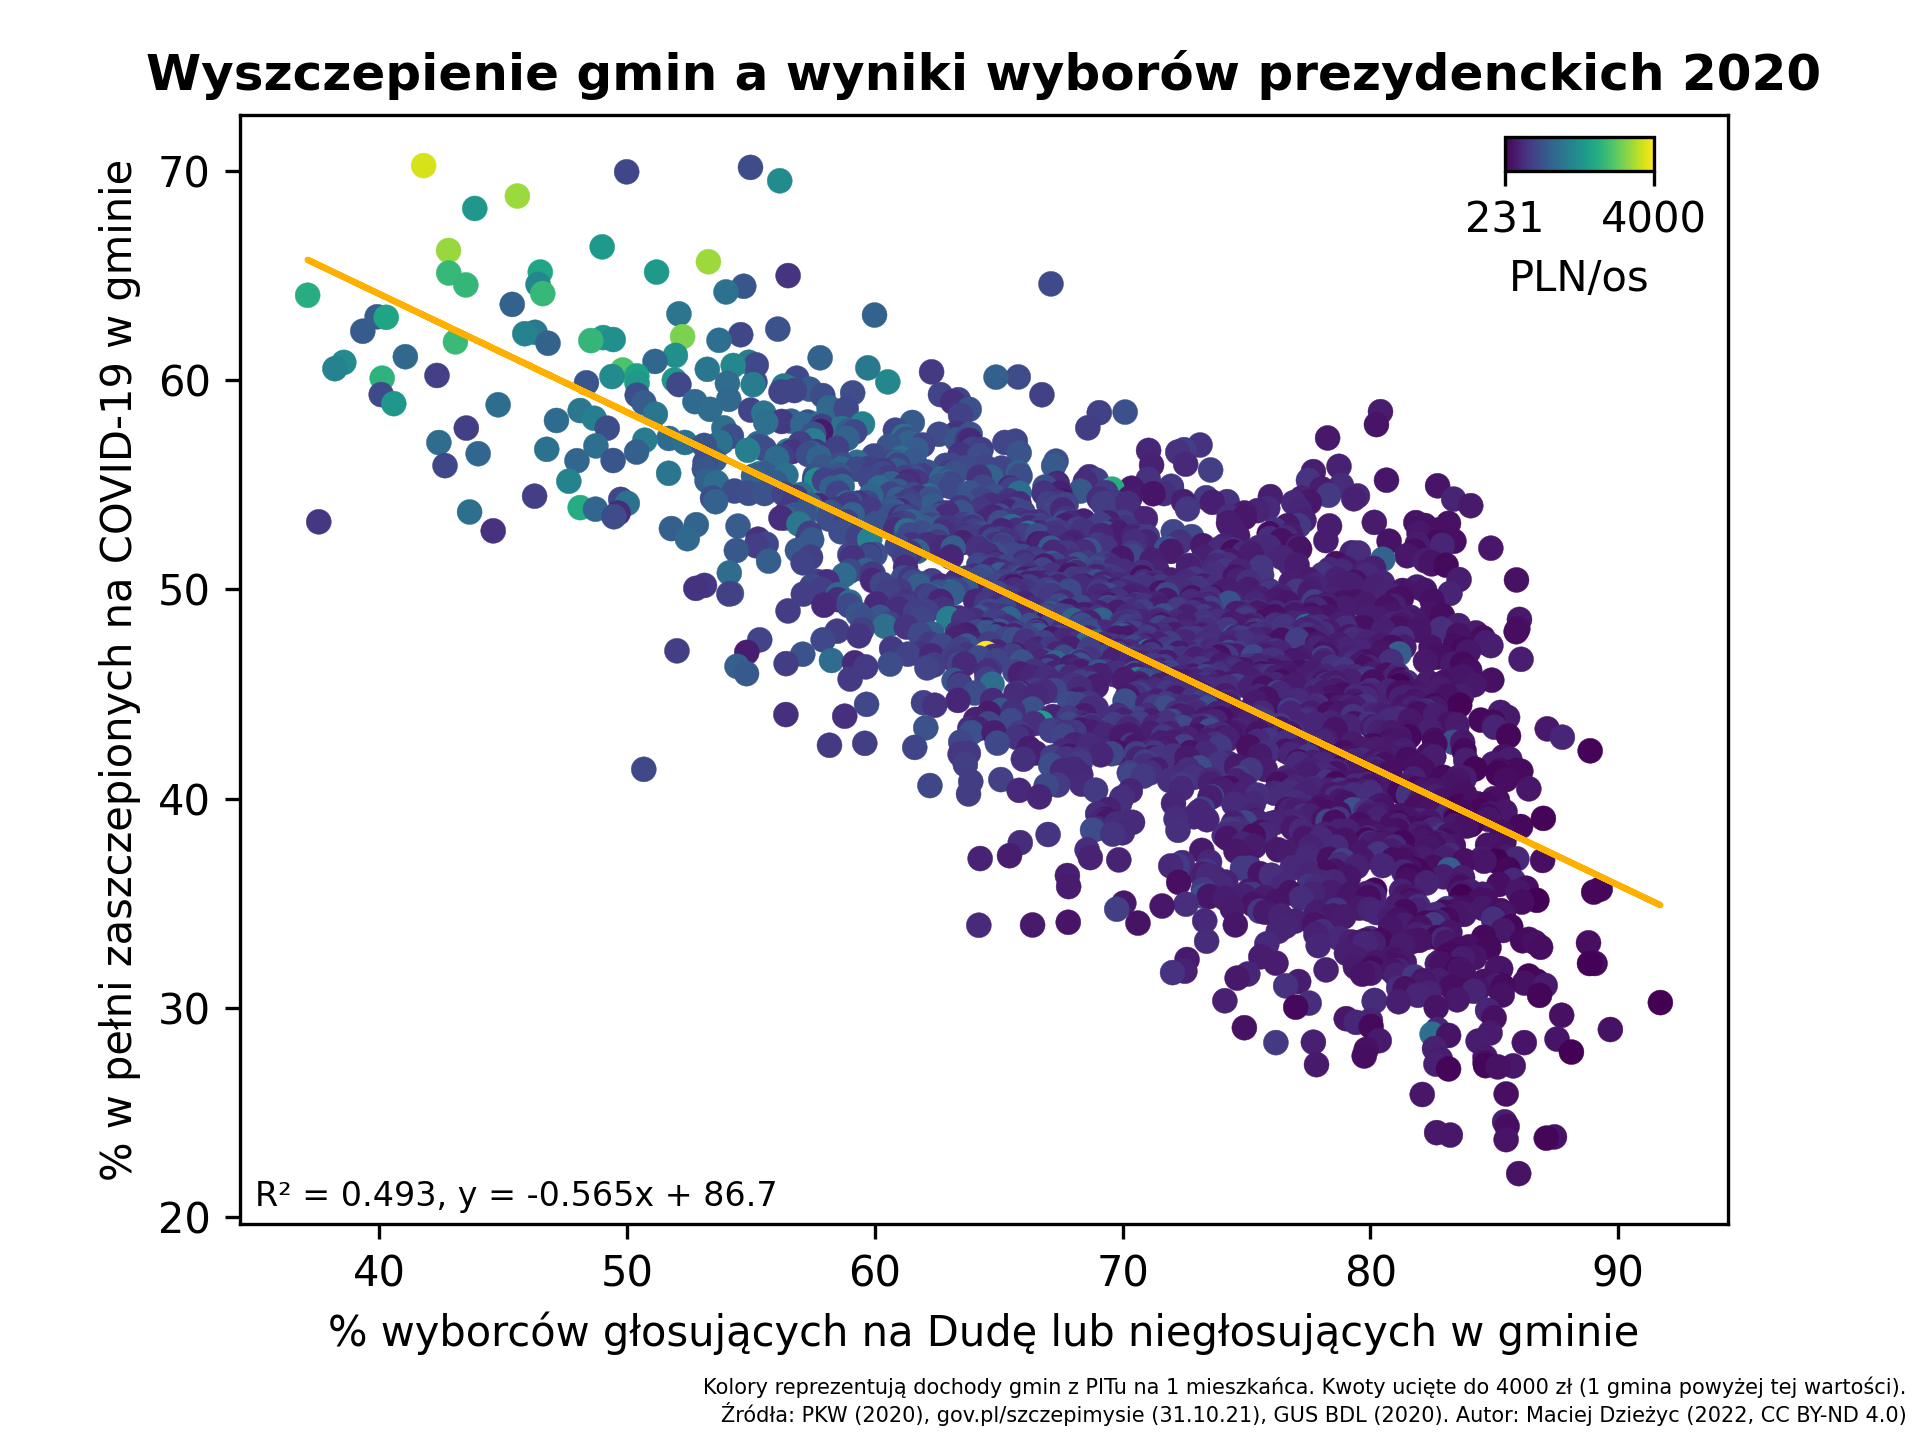 Wyszczepienie gmin a wyniki wyborów prezydenckich 2020
% w pełni zaszczepionych na COVID-19 w gminie
70
60
50
40
30
20
231 4000
PLN/os
R² = 0.493, y = -0.565x + 86.7
40 50 60 70 80 90
% wyborców głosujących na Dudę lub niegłosujących w gminie
Kolory reprezentują dochody gmin z PITu na 1 mieszkańca. Kwoty ucięte do 4000 zł (1 gmina powyżej tej wartości).
Źródła: PKW (2020), gov.pl/szczepimysie (31.10.21), GUS BDL (2020). Autor: Maciej Dzieżyc (2022, CC BY-ND 4.0)